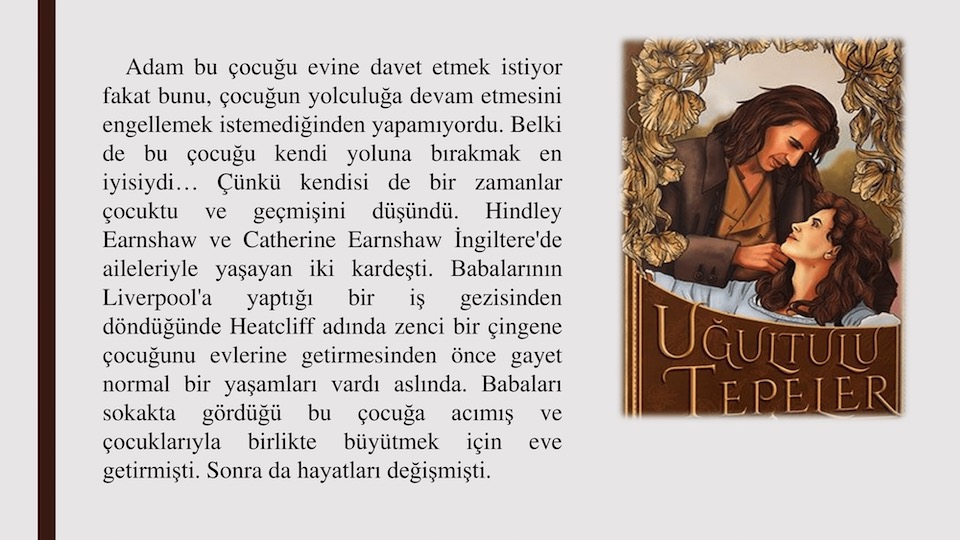 Adam bu çocuğu evine davet etmek istiyor
fakat bunu, çocuğun yolculuğa devam etmesini
engellemek istemediğinden yapamıyordu. Belki
de bu çocuğu kendi yoluna bırakmak en
iyisiydi… Çünkü kendisi de bir zamanlar
çocuktu ve geçmişini düşündü. Hindley
Earnshaw ve Catherine Earnshaw İngiltere'de
aileleriyle yaşayan iki kardeşti. Babalarının
Liverpool'a yaptığı bir iş gezisinden
döndüğünde Heatcliff adında zenci bir çingene
çocuğunu evlerine getirmesinden önce gayet
normal bir yaşamları vardı aslında. Babaları
sokakta gördüğü bu çocuğa acımış ve
çocuklarıyla birlikte büyütmek için eve
getirmişti. Sonra da hayatları değişmişti.
UĞULTULU
TEPELER